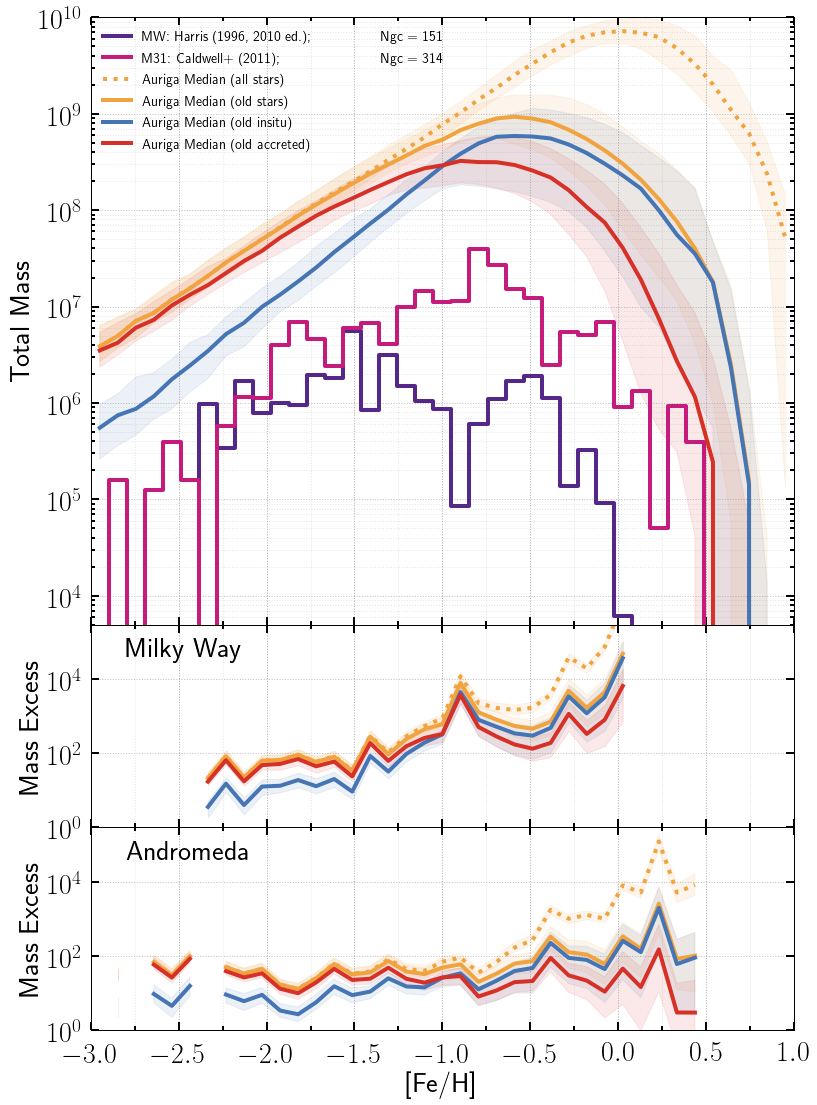 10^10
MW: Harris (1996, 2010 ed.); Ngc = 151
M31: Caldwell+ (2011); Ngc = 314
Auriga Median (all stars)
Auriga Median (old stars)
Auriga Median (old insitu)
Auriga Median (old accreted)
10^9
10^8
10^7
10^6
10^5
10^4
Total Mass
Milky Way
10^4
10^2
10^0
Mass Excess
Andromeda
10^4
10^2
10^0
Mass Excess
−3.0 −2.5 −2.0 −1.5 −1.0 −0.5 0.0 0.5 1.0
[Fe/H]